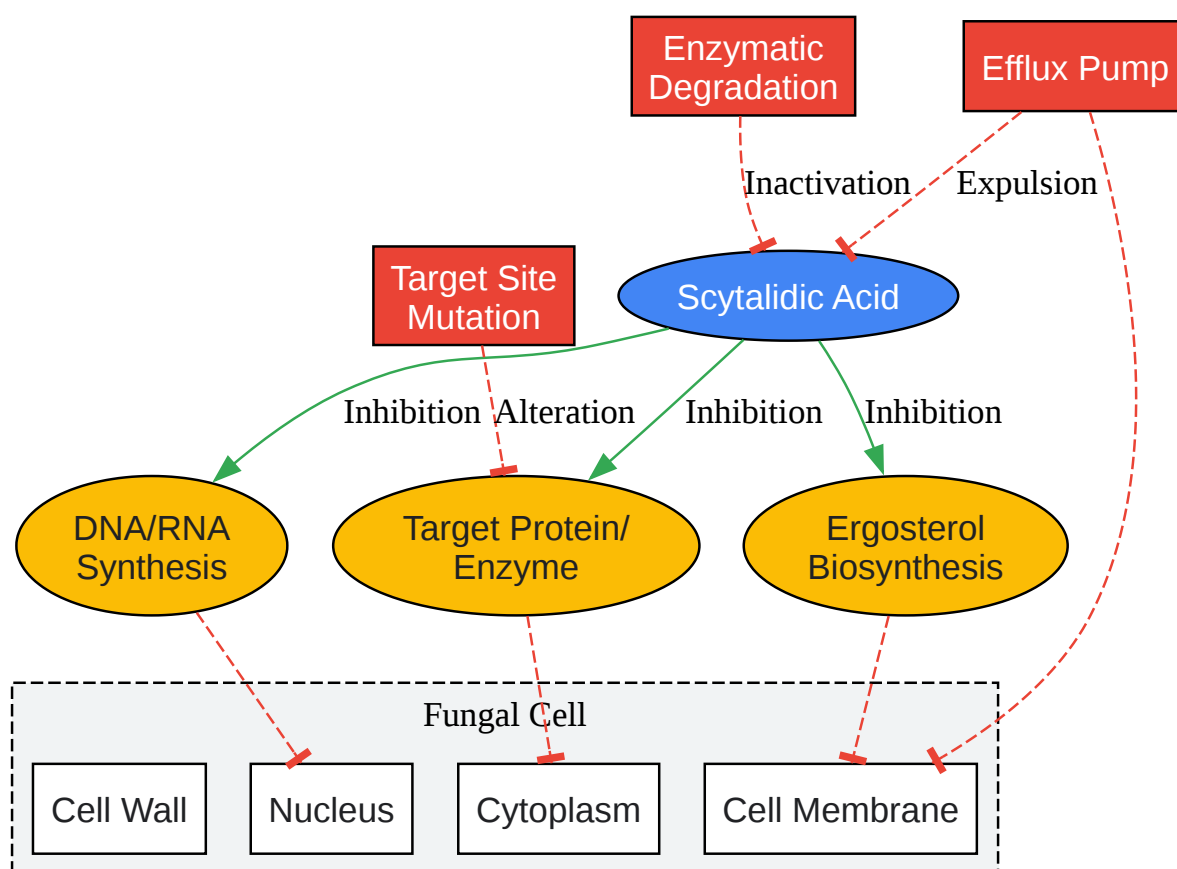 Enzymatic
Degradation
Efflux Pump
Inactivation
Expulsion
Target Site
Mutation
Scytalidic Acid
Inhibition
Alteration
Inhibition
Inhibition
DNA/RNA
Synthesis
Target Protein/
Enzyme
Ergosterol
Biosynthesis
Fungal Cell
Cell Wall
Nucleus
Cytoplasm
Cell Membrane